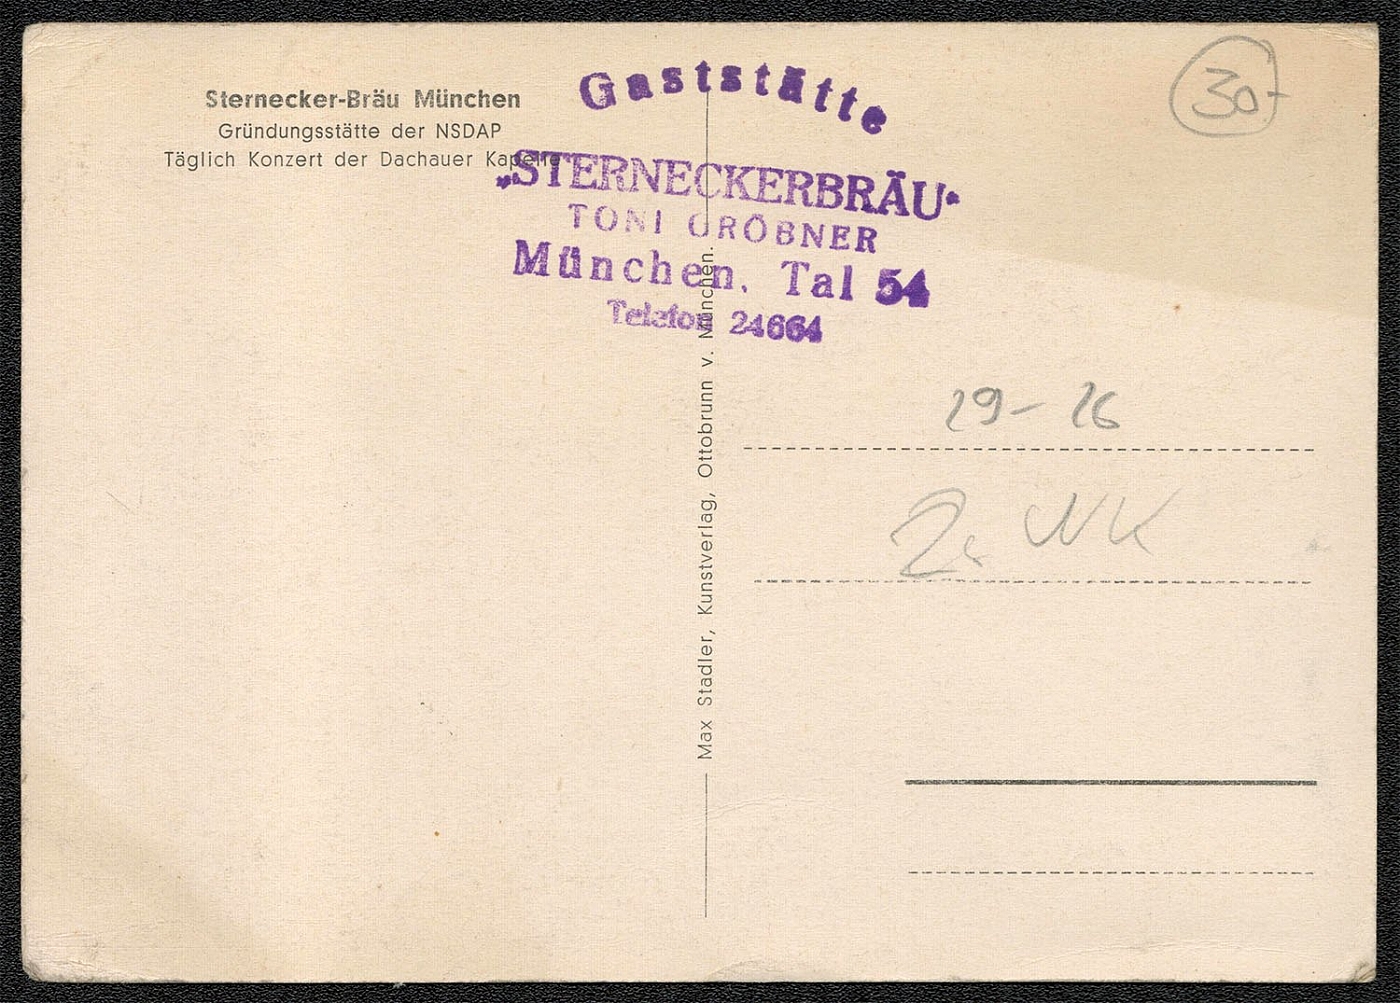 Sternecker-Bräu München
Gründungsstätte der NSDAP
Täglich Konzert der Dachauer Kapelle
Gaststätte
„STERNECKERBRÄU“
TONI GRÖBNER
München, Tal 54
Telefon 24664
30.-
Max Stadler, Kunstverlag, Ottobrunn v. München.
29-26